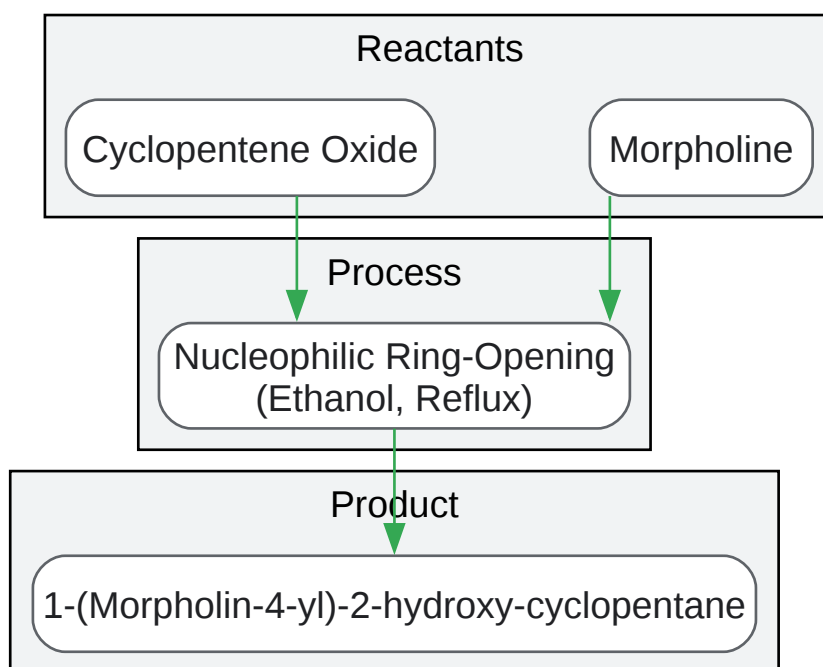 Reactants
Cyclopentene Oxide
Morpholine
Process
Nucleophilic Ring-Opening
(Ethanol, Reflux)
Product
1-(Morpholin-4-yl)-2-hydroxy-cyclopentane